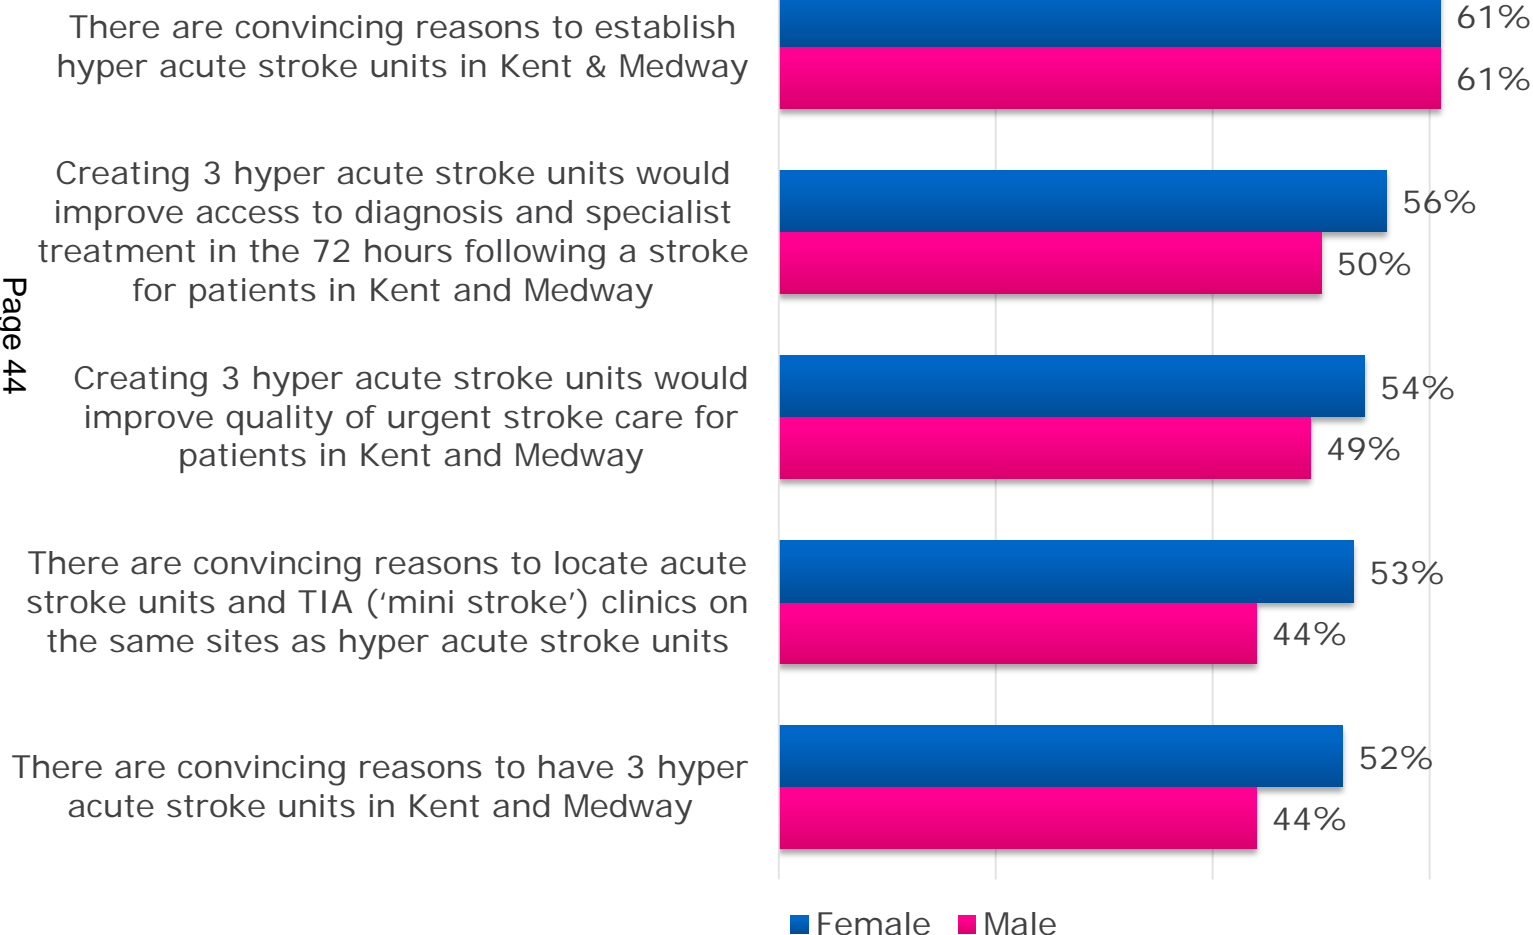 There are convincing reasons to establish
hyper acute stroke units in Kent & Medway
61%
61%
Creating 3 hyper acute stroke units would
improve access to diagnosis and specialist
treatment in the 72 hours following a stroke
for patients in Kent and Medway
56%
50%
Page 44
Creating 3 hyper acute stroke units would
improve quality of urgent stroke care for
patients in Kent and Medway
54%
49%
There are convincing reasons to locate acute
stroke units and TIA (‘mini stroke’) clinics on
the same sites as hyper acute stroke units
53%
44%
There are convincing reasons to have 3 hyper
acute stroke units in Kent and Medway
52%
44%
Female Male